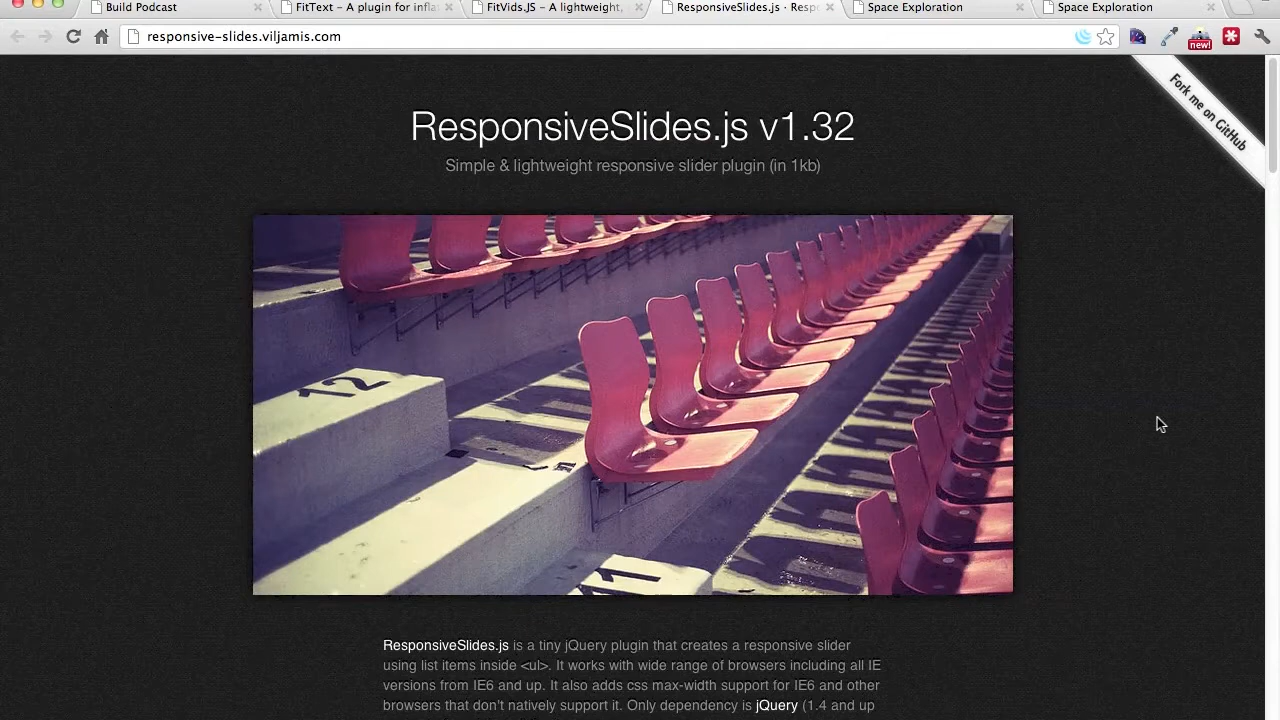 Build Podcast
FitText – A plugin for infla
FitVids.JS – A lightweight,
ResponsiveSlides.js · Respo
Space Exploration
Space Exploration
responsive-slides.viljamis.com
new!
Fork me on GitHub
ResponsiveSlides.js v1.32
Simple & lightweight responsive slider plugin (in 1kb)
12
11
ResponsiveSlides.js is a tiny jQuery plugin that creates a responsive slider
using list items inside <ul>. It works with wide range of browsers including all IE
versions from IE6 and up. It also adds css max-width support for IE6 and other
browsers that don't natively support it. Only dependency is jQuery (1.4 and up